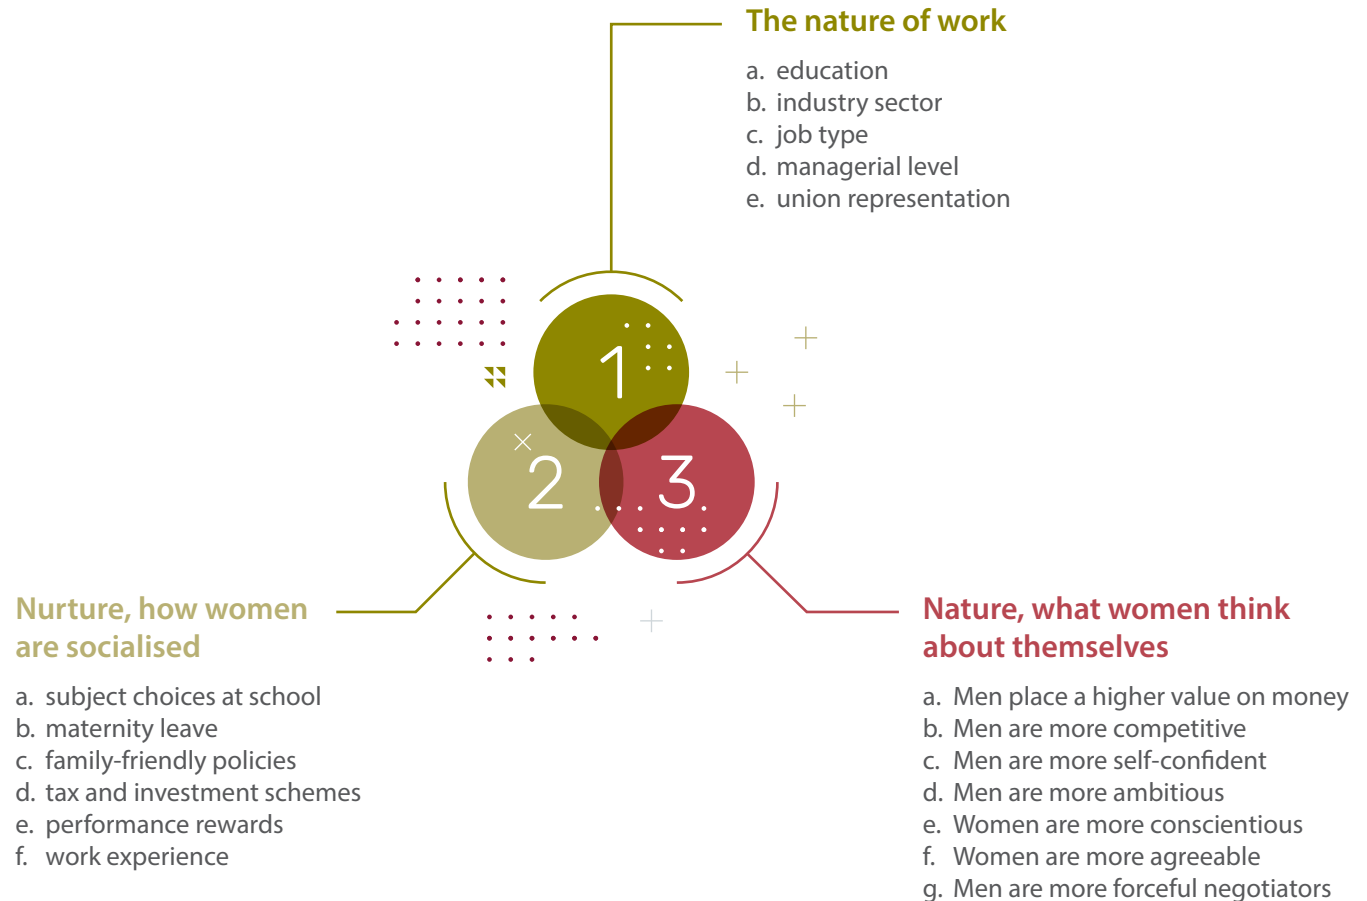 The nature of work
a. education
b. industry sector
c. job type
d. managerial level
e. union representation
1
2
3
Nurture, how women
are socialised
a. subject choices at school
b. maternity leave
c. family-friendly policies
d. tax and investment schemes
e. performance rewards
f. work experience
Nature, what women think
about themselves
a. Men place a higher value on money
b. Men are more competitive
c. Men are more self-confident
d. Men are more ambitious
e. Women are more conscientious
f. Women are more agreeable
g. Men are more forceful negotiators